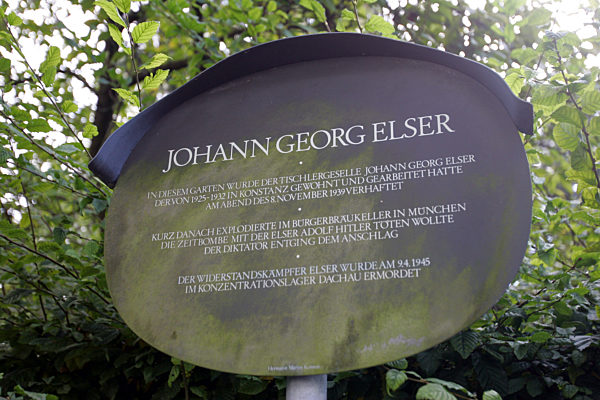 JOHANN GEORG ELSER
IN DIESEM GARTEN WURDE DER TISCHLERGESELLE JOHANN GEORG ELSER
DER VON 1925-1932 IN KONSTANZ GEWOHNT UND GEARBEITET HATTE
AM ABEND DES 8. NOVEMBER 1939 VERHAFTET
KURZ DANACH EXPLODIERTE IM BÜRGERBRÄUKELLER IN MÜNCHEN
DIE ZEITBOMBE MIT DER ELSER ADOLF HITLER TÖTEN WOLLTE
DER DIKTATOR ENTGING DEM ANSCHLAG
DER WIDERSTANDSKÄMPFER ELSER WURDE AM 9.4.1945
IM KONZENTRATIONSLAGER DACHAU ERMORDET
Hermann